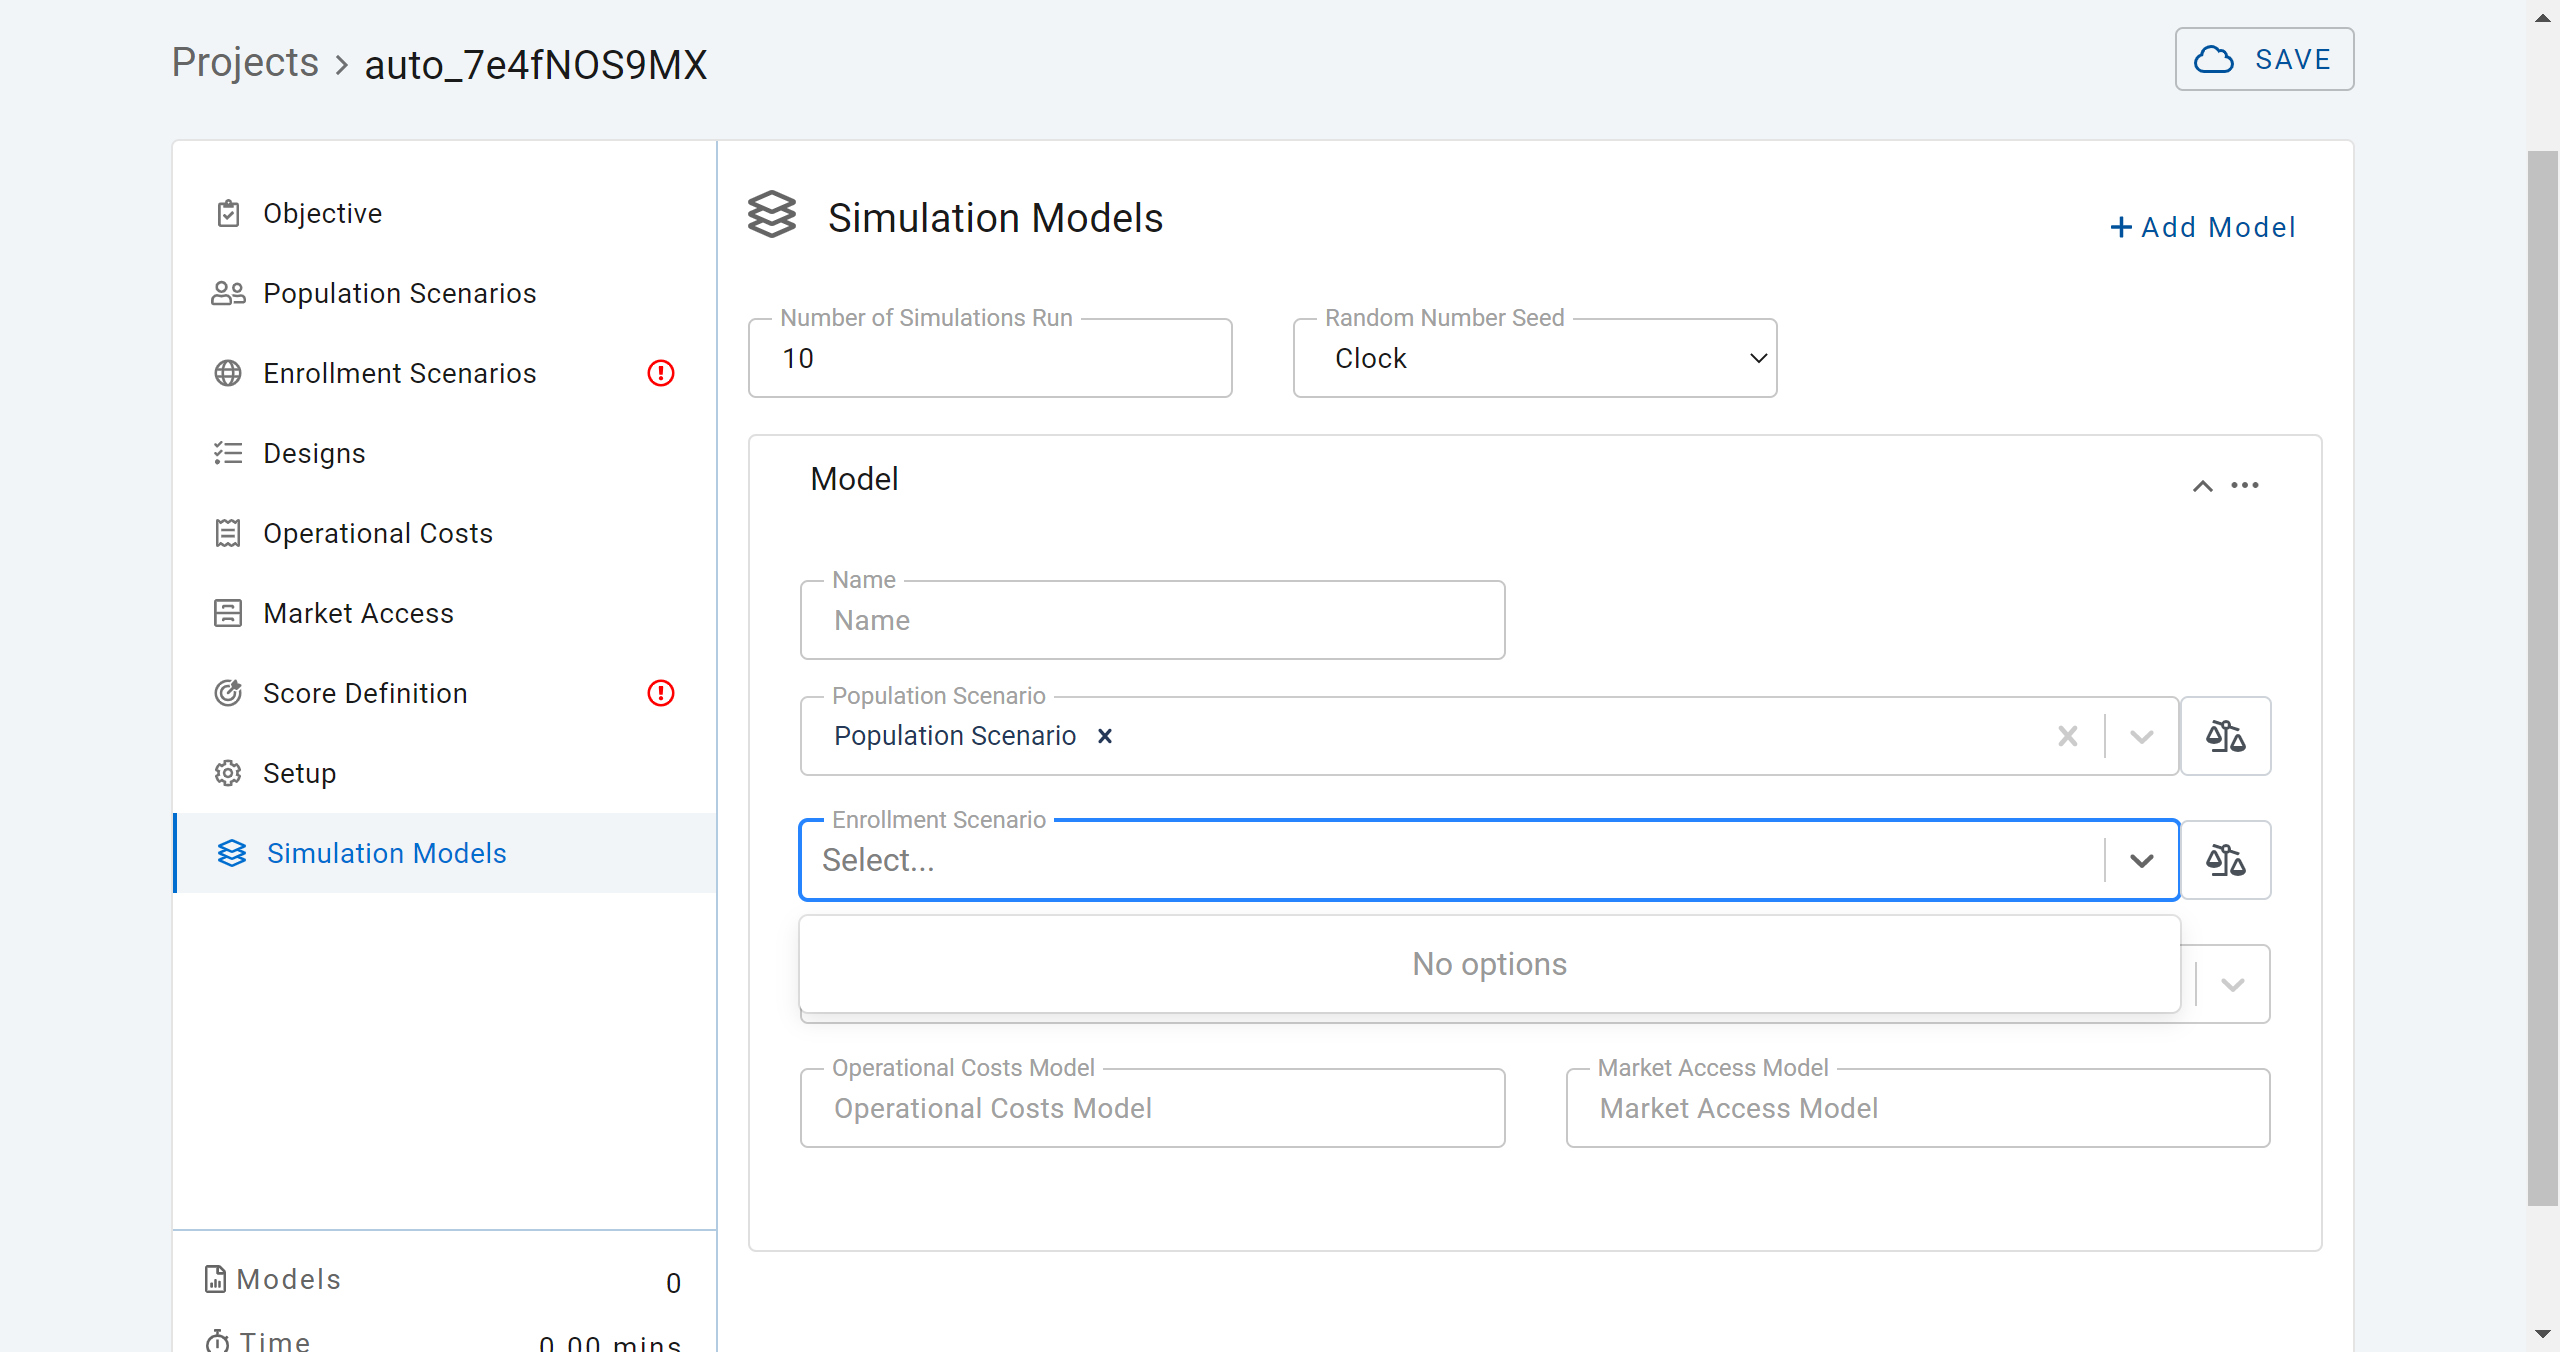 Projects > auto_7e4fNOS9MX
SAVE
Objective
Population Scenarios
Enrollment Scenarios
Designs
Operational Costs
Market Access
Score Definition
Setup
Simulation Models
Models 0
Time 0.00 mins
Simulation Models
+ Add Model
Number of Simulations Run
10
Random Number Seed
Clock
Model
Name
Name
Population Scenario
Population Scenario ×
Enrollment Scenario
Select...
No options
Operational Costs Model
Operational Costs Model
Market Access Model
Market Access Model